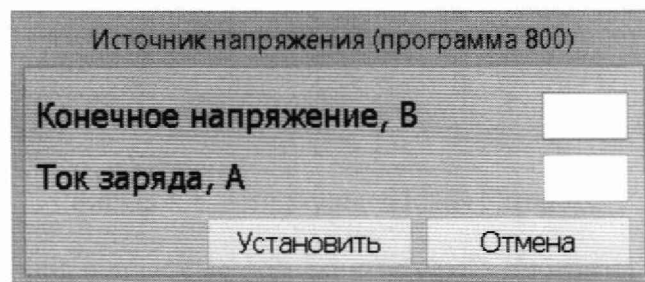 Источник напряжения (программа 800)
Конечное напряжение, В
Ток заряда, А
Установить
Отмена